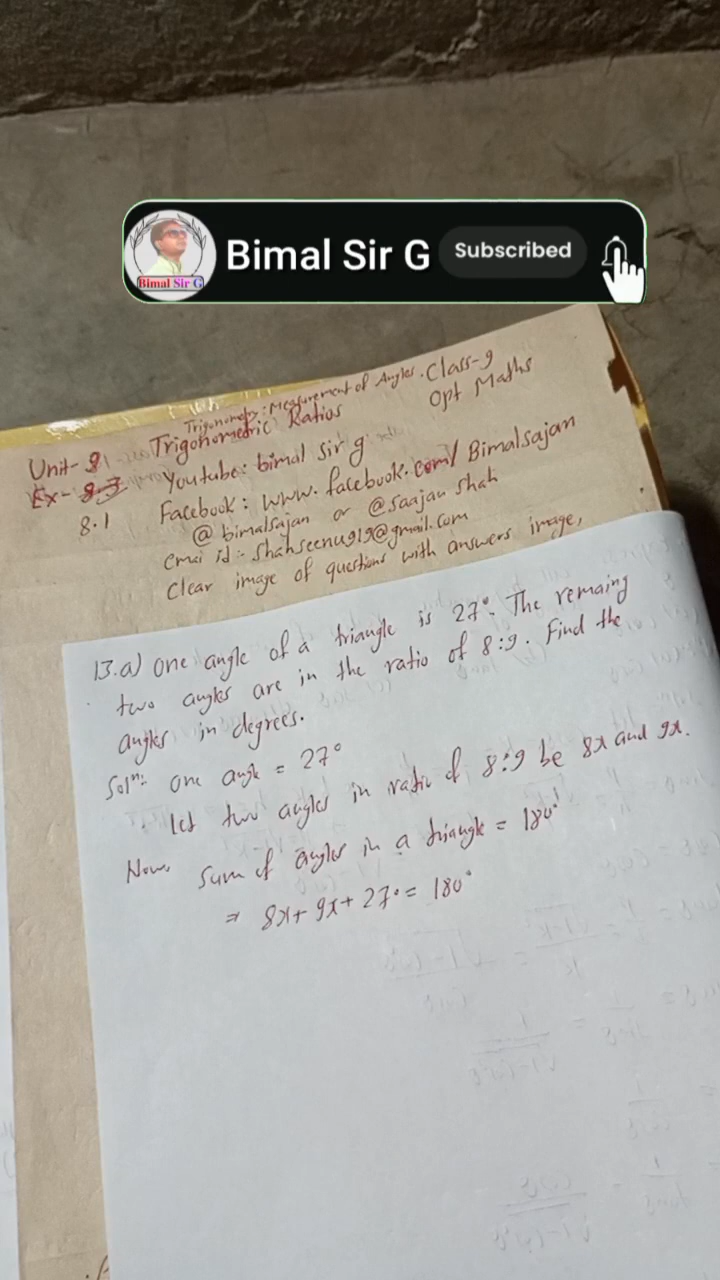 Bimal Sir G
Subscribed
Bimal Sir G
Trigonometry: Measurement of Angles. Class-9
Unit-8 Trigonometric Ratios Opt Maths
Ex- 8.3 Youtube: bimal sir g
8.1 Facebook: www.facebook.com/Bimalsajan
@bimalsajan or @saajan shah
emai id:- shahseenu919@gmail.com
Clear image of questions with answers image,
13.a) One angle of a triangle is 27°. The remaing
two angles are in the ratio of 8:9. Find the
angles in degrees.
Solⁿ: One angle = 27°
Let two angles in ratio of 8:9 be 8x and 9x.
Now, sum of angles in a triangle = 180°
⇒ 8x+9x+27° = 180°